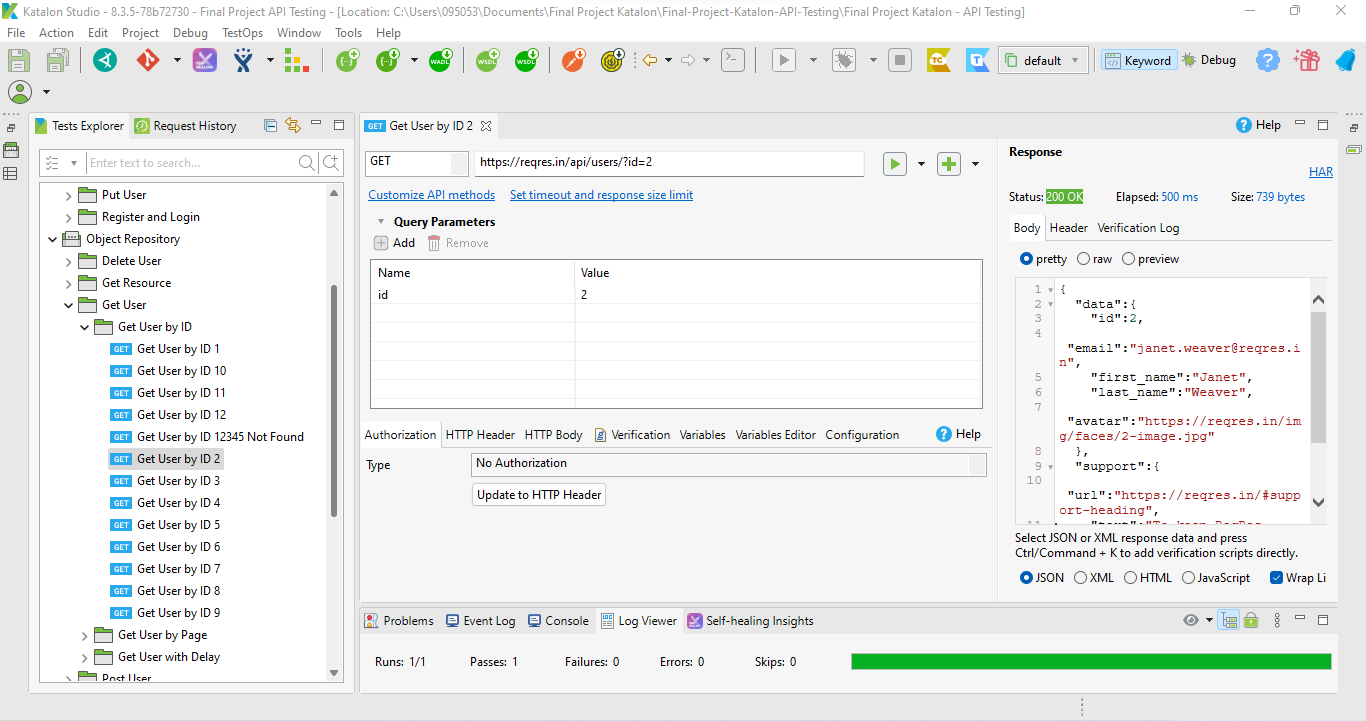 Katalon Studio - 8.3.5-78b72730 - Final Project API Testing - [Location: C:\Users\095053\Documents\Final Project Katalon\Final-Project-Katalon-API-Testing\Final Project Katalon - API Testing]
File Action Edit Project Debug TestOps Window Tools Help
WADL WSDL WSDL TC T default Keyword Debug
Tests Explorer Request History
Enter text to search...
Put User
Register and Login
Object Repository
Delete User
Get Resource
Get User
Get User by ID
GET Get User by ID 1
GET Get User by ID 10
GET Get User by ID 11
GET Get User by ID 12
GET Get User by ID 12345 Not Found
GET Get User by ID 2
GET Get User by ID 3
GET Get User by ID 4
GET Get User by ID 5
GET Get User by ID 6
GET Get User by ID 7
GET Get User by ID 8
GET Get User by ID 9
Get User by Page
Get User with Delay
Post User
GET Get User by ID 2
Help
GET https://reqres.in/api/users/?id=2
Customize API methods Set timeout and response size limit
Query Parameters
Add Remove
Name Value
id 2
Authorization HTTP Header HTTP Body Verification Variables Variables Editor Configuration Help
Type No Authorization
Update to HTTP Header
Response
HAR
Status: 200 OK Elapsed: 500 ms Size: 739 bytes
Body Header Verification Log
pretty raw preview
1 {
2 "data":{
3 "id":2,
4
"email":"janet.weaver@reqres.i
n",
5 "first_name":"Janet",
6 "last_name":"Weaver",
7
"avatar":"https://reqres.in/im
g/faces/2-image.jpg"
8 },
9 "support":{
10
"url":"https://reqres.in/#supp
ort-heading",
11 "text":"To keep ReqRes
Select JSON or XML response data and press
Ctrl/Command + K to add verification scripts directly.
JSON XML HTML JavaScript Wrap Li
Problems Event Log Console Log Viewer Self-healing Insights
Runs: 1/1 Passes: 1 Failures: 0 Errors: 0 Skips: 0